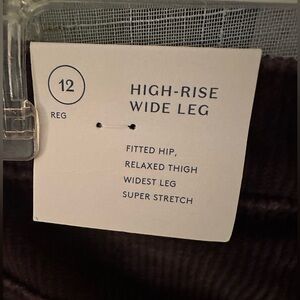 12
REG
HIGH-RISE
WIDE LEG
FITTED HIP,
RELAXED THIGH
WIDEST LEG
SUPER STRETCH